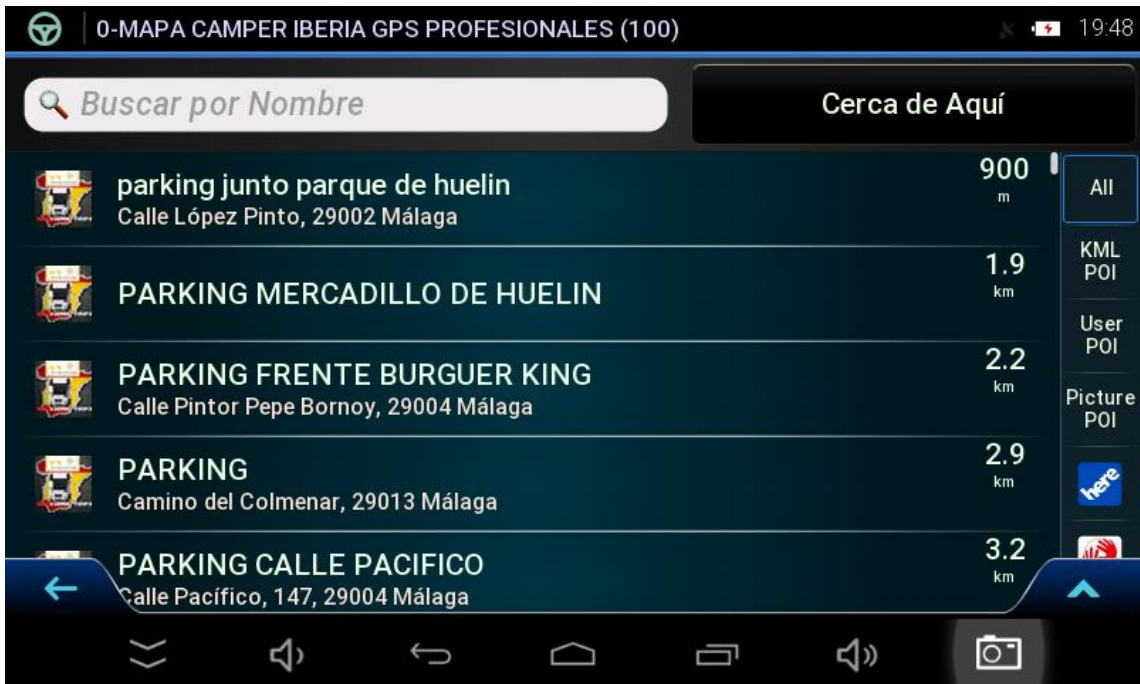 0-MAPA CAMPER IBERIA GPS PROFESIONALES (100)
19:48
Buscar por Nombre
Cerca de Aquí
parking junto parque de huelin
Calle López Pinto, 29002 Málaga
900
m
PARKING MERCADILLO DE HUELIN
1.9
km
PARKING FRENTE BURGUER KING
Calle Pintor Pepe Bornoy, 29004 Málaga
2.2
km
PARKING
Camino del Colmenar, 29013 Málaga
2.9
km
PARKING CALLE PACIFICO
Calle Pacífico, 147, 29004 Málaga
3.2
km
All
KML
POI
User
POI
Picture
POI
here